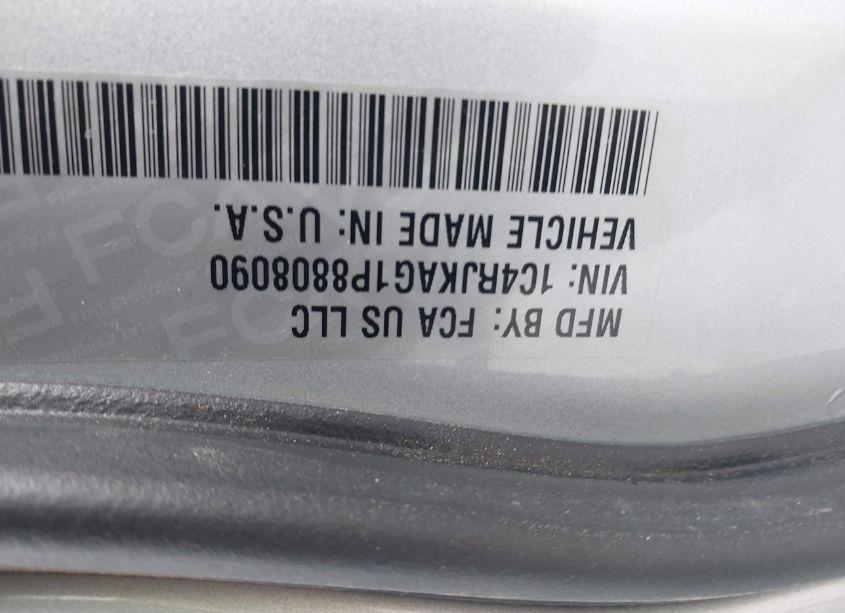 MFD BY: FCA US LLC
VIN: 1C4RJKAG1P8808090
VEHICLE MADE IN: U.S.A.